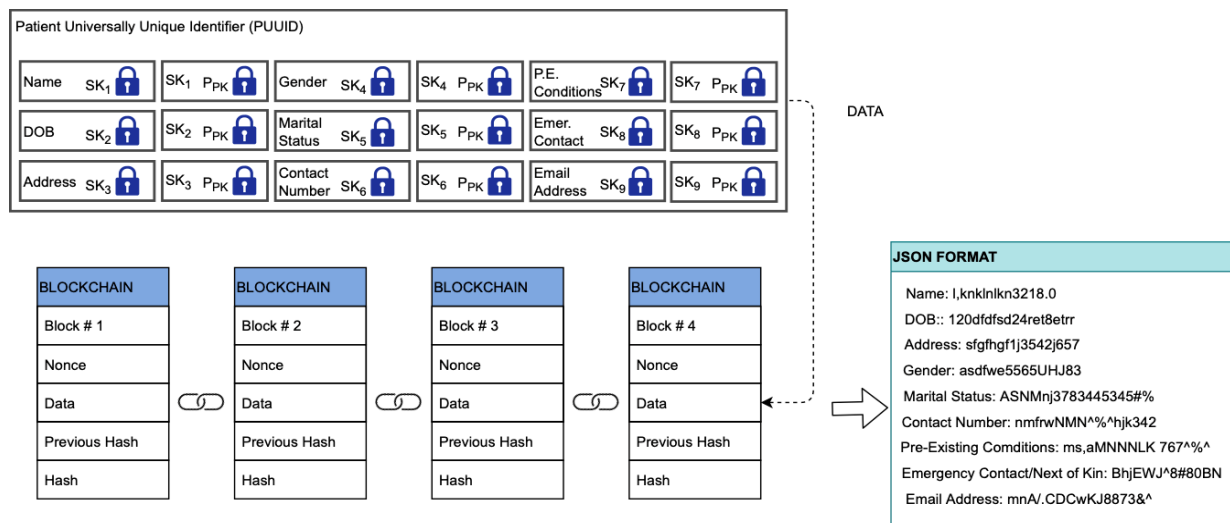 Patient Universally Unique Identifier (PUUID)
Name SK1 SK1 PPK Gender SK4 SK4 PPK P.E. Conditions SK7 SK7 PPK
DOB SK2 SK2 PPK Marital Status SK5 SK5 PPK Emer. Contact SK8 SK8 PPK
Address SK3 SK3 PPK Contact Number SK6 SK6 PPK Email Address SK9 SK9 PPK
DATA
BLOCKCHAIN BLOCKCHAIN BLOCKCHAIN BLOCKCHAIN
Block # 1 Block # 2 Block # 3 Block # 4
Nonce Nonce Nonce Nonce
Data Data Data Data
Previous Hash Previous Hash Previous Hash Previous Hash
Hash Hash Hash Hash
JSON FORMAT
Name: l,knklnlkn3218.0
DOB:: 120dfdfsd24ret8etrr
Address: sfgfhgf1j3542j657
Gender: asdfwe5565UHJ83
Marital Status: ASNMnj3783445345#%
Contact Number: nmfrwNMN^%^hjk342
Pre-Existing Comditions: ms,aMNNNLK 767^%^
Emergency Contact/Next of Kin: BhjEWJ^8#80BN
Email Address: mnA/.CDCwKJ8873&^